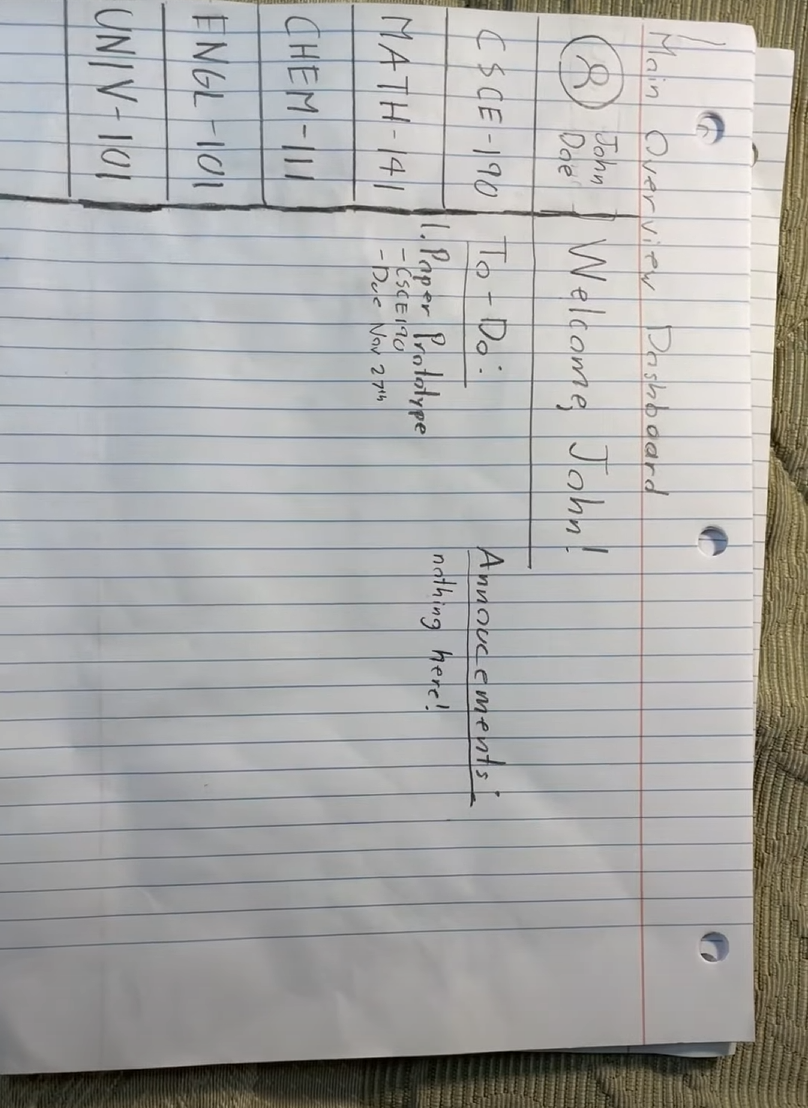 Main Overview Dashboard
John
Doe
Welcome, John!
CSCE-190
MATH-141
CHEM-111
ENGL-101
UNIV-101
To-Do:
1. Paper Prototype
- CSCE190
- Due Nov 27th
Annoucements:
nothing here!